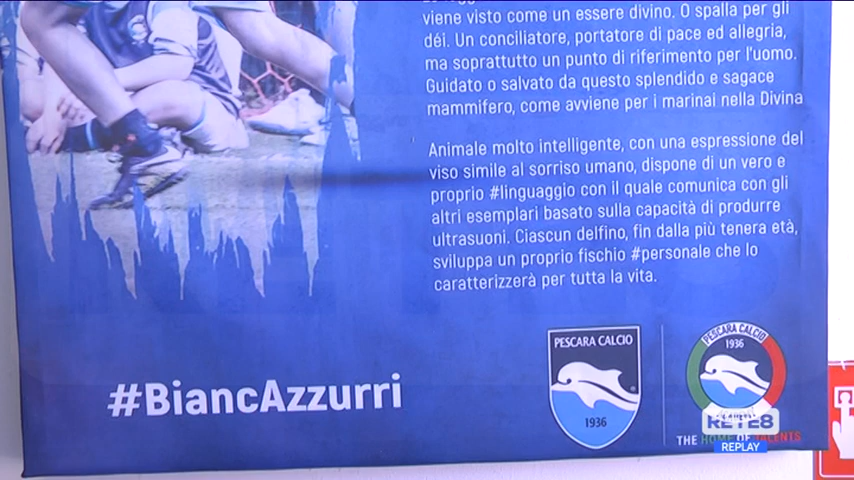 viene visto come un essere divino. O spalla per gli
déi. Un conciliatore, portatore di pace ed allegria,
ma soprattutto un punto di riferimento per l'uomo.
Guidato o salvato da questo splendido e sagace
mammifero, come avviene per i marinai nella Divina
Animale molto intelligente, con una espressione del
viso simile al sorriso umano, dispone di un vero e
proprio #linguaggio con il quale comunica con gli
altri esemplari basato sulla capacità di produrre
ultrasuoni. Ciascun delfino, fin dalla più tenera età,
sviluppa un proprio fischio #personale che lo
caratterizzerà per tutta la vita.
#BiancAzzurri
PESCARA CALCIO
1936
PESCARA CALCIO
1936
RETE8
THE HOME OF TALENTS
REPLAY